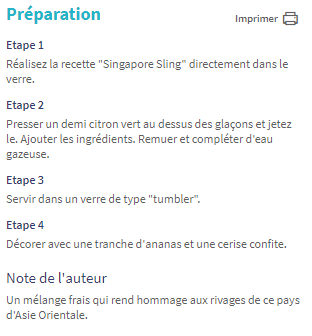 Préparation
Imprimer
Etape 1
Réalisez la recette "Singapore Sling" directement dans le
verre.
Etape 2
Presser un demi citron vert au dessus des glaçons et jetez
le. Ajouter les ingrédients. Remuer et compléter d'eau
gazeuse.
Etape 3
Servir dans un verre de type "tumbler".
Etape 4
Décorer avec une tranche d'ananas et une cerise confite.
Note de l'auteur
Un mélange frais qui rend hommage aux rivages de ce pays
d'Asie Orientale.